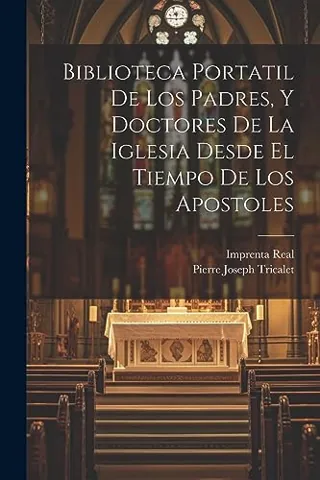 Biblioteca Portatil
De Los Padres, Y
Doctores De La
Iglesia Desde El
Tiempo De Los
Apostoles
Imprenta Real
Pierre Joseph Tricalet